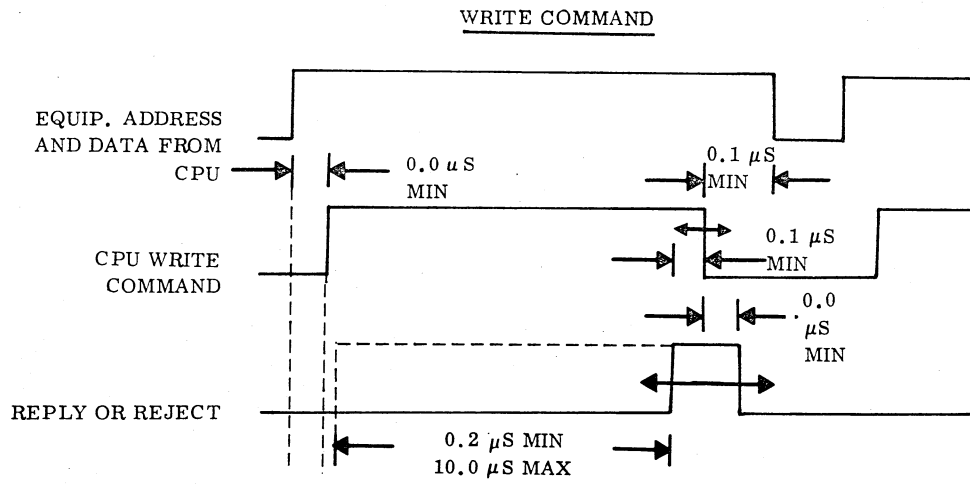 WRITE COMMAND
EQUIP. ADDRESS
AND DATA FROM
CPU
0.0 µS
MIN
0.1 µS
MIN
CPU WRITE
COMMAND
0.1 µS
MIN
0.0
µS
MIN
REPLY OR REJECT
0.2 µS MIN
10.0 µS MAX